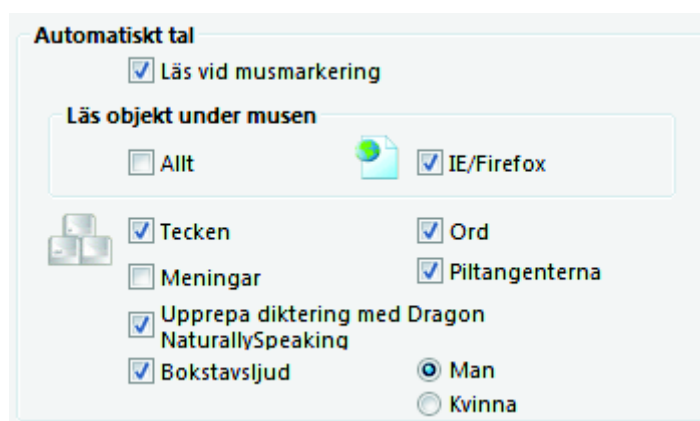 Automatiskt tal
Läs vid musmarkering
Läs objekt under musen
Allt
IE/Firefox
Tecken
Ord
Meningar
Piltangenterna
Upprepa diktering med Dragon
NaturallySpeaking
Bokstavsljud
Man
Kvinna